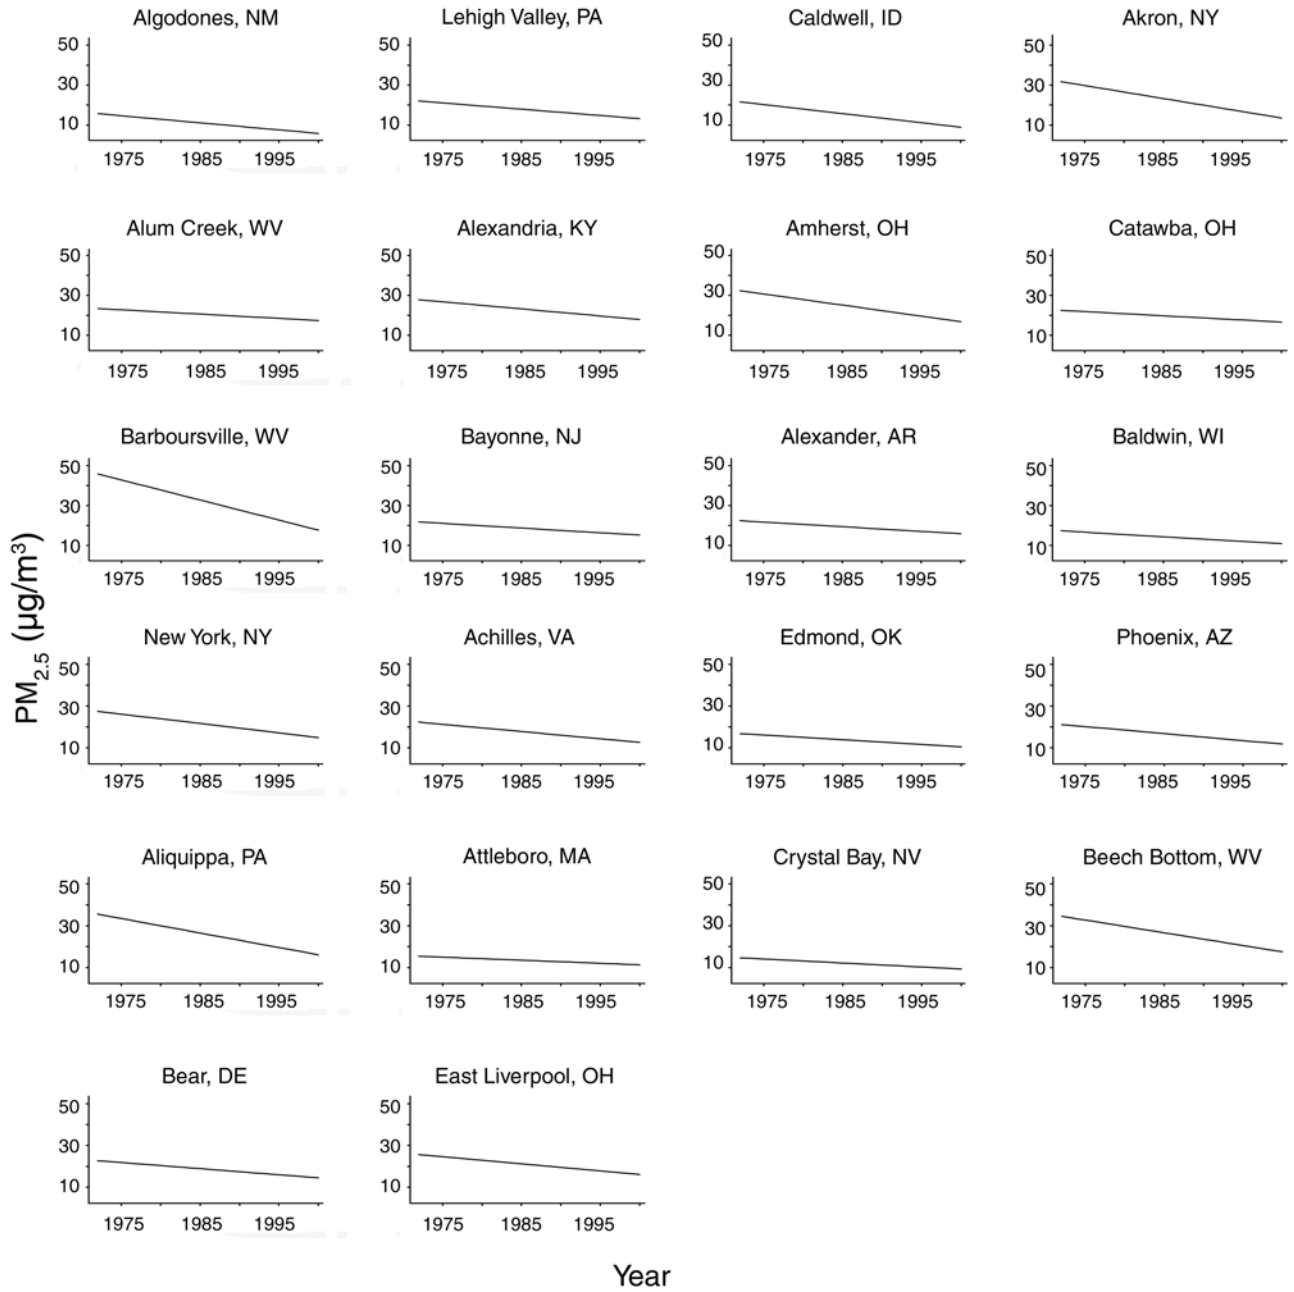 Algodones, NM
50
30
10
1975 1985 1995
Lehigh Valley, PA
50
30
10
1975 1985 1995
Caldwell, ID
50
30
10
1975 1985 1995
Akron, NY
50
30
10
1975 1985 1995
Alum Creek, WV
50
30
10
1975 1985 1995
Alexandria, KY
50
30
10
1975 1985 1995
Amherst, OH
50
30
10
1975 1985 1995
Catawba, OH
50
30
10
1975 1985 1995
Barboursville, WV
50
30
10
1975 1985 1995
Bayonne, NJ
50
30
10
1975 1985 1995
Alexander, AR
50
30
10
1975 1985 1995
Baldwin, WI
50
30
10
1975 1985 1995
PM2.5 (µg/m³)
New York, NY
50
30
10
1975 1985 1995
Achilles, VA
50
30
10
1975 1985 1995
Edmond, OK
50
30
10
1975 1985 1995
Phoenix, AZ
50
30
10
1975 1985 1995
Aliquippa, PA
50
30
10
1975 1985 1995
Attleboro, MA
50
30
10
1975 1985 1995
Crystal Bay, NV
50
30
10
1975 1985 1995
Beech Bottom, WV
50
30
10
1975 1985 1995
Bear, DE
50
30
10
1975 1985 1995
East Liverpool, OH
50
30
10
1975 1985 1995
Year